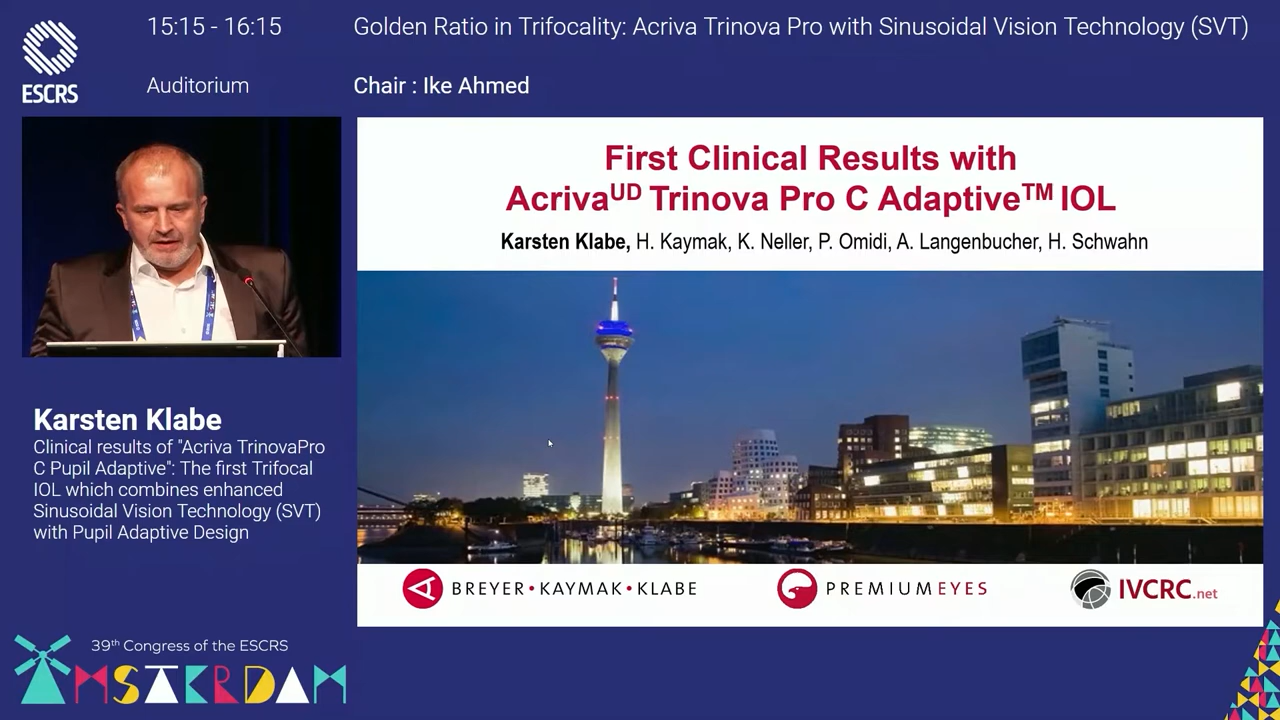 15:15 - 16:15
Golden Ratio in Trifocality: Acriva Trinova Pro with Sinusoidal Vision Technology (SVT)
ESCRS
Auditorium
Chair : Ike Ahmed
First Clinical Results with
Acrivaᵁᴰ Trinova Pro C Adaptive™ IOL
Karsten Klabe, H. Kaymak, K. Neller, P. Omidi, A. Langenbucher, H. Schwahn
Karsten Klabe
Clinical results of "Acriva TrinovaPro
C Pupil Adaptive": The first Trifocal
IOL which combines enhanced
Sinusoidal Vision Technology (SVT)
with Pupil Adaptive Design
BREYER•KAYMAK•KLABE
PREMIUMEYES
IVCRC.net
39th Congress of the ESCRS
AMSTERDAM